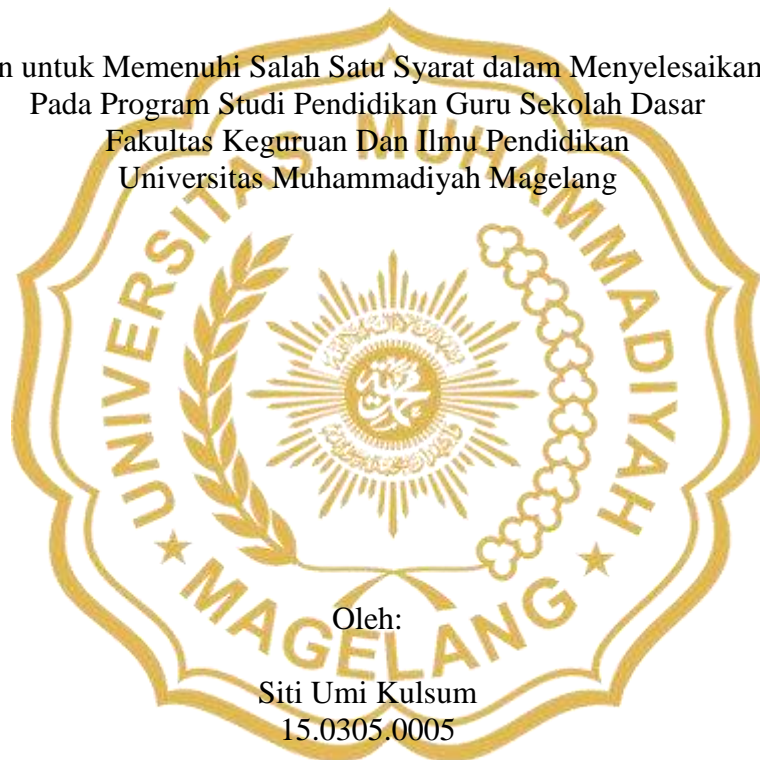 n untuk Memenuhi Salah Satu Syarat dalam Menyelesaikan
Pada Program Studi Pendidikan Guru Sekolah Dasar
Fakultas Keguruan Dan Ilmu Pendidikan
Universitas Muhammadiyah Magelang
UNIVERSITAS MUHAMMADIYAH
★ MAGELANG ★
Oleh:
Siti Umi Kulsum
15.0305.0005